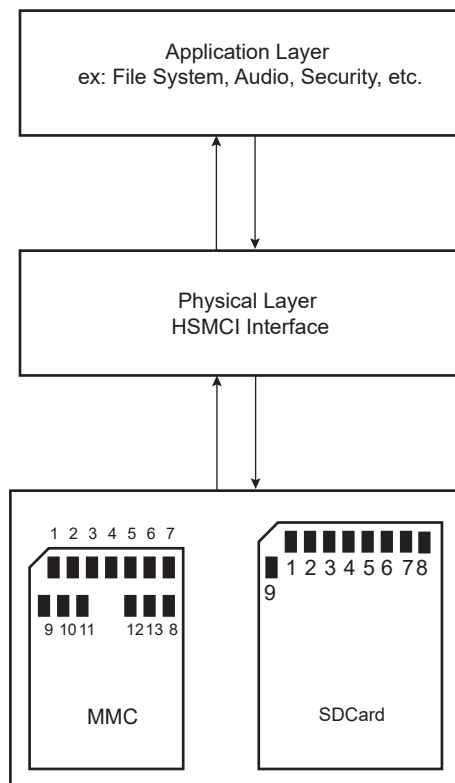 Application Layer
ex: File System, Audio, Security, etc.
Physical Layer
HSMCI Interface
1 2 3 4 5 6 7
9 10 11 12 13 8
MMC
1 2 3 4 5 6 7 8
9
SDCard